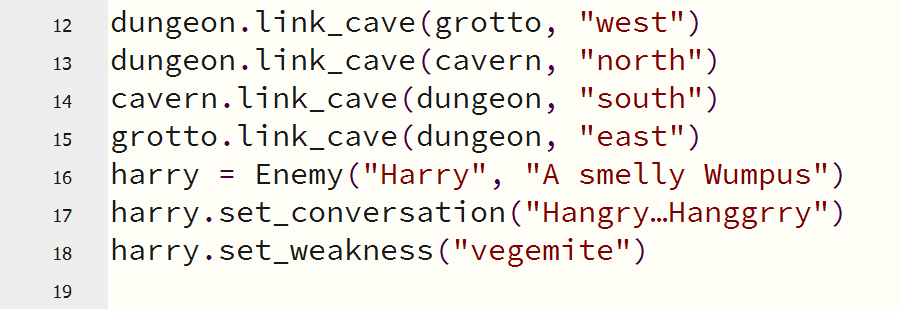 12 dungeon.link_cave(grotto, "west")
13 dungeon.link_cave(cavern, "north")
14 cavern.link_cave(dungeon, "south")
15 grotto.link_cave(dungeon, "east")
16 harry = Enemy("Harry", "A smelly Wumpus")
17 harry.set_conversation("Hangry…Hanggrry")
18 harry.set_weakness("vegemite")
19